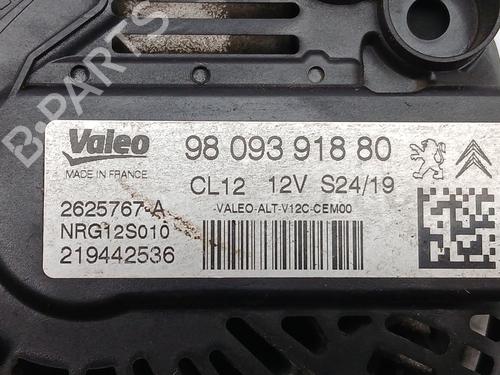 B-PARTS
Valeo
MADE IN FRANCE
98 093 918 80
CL12 12V S24/19
2625767-A
NRG12S010
219442536
-VALEO-ALT-V12C-CEM00